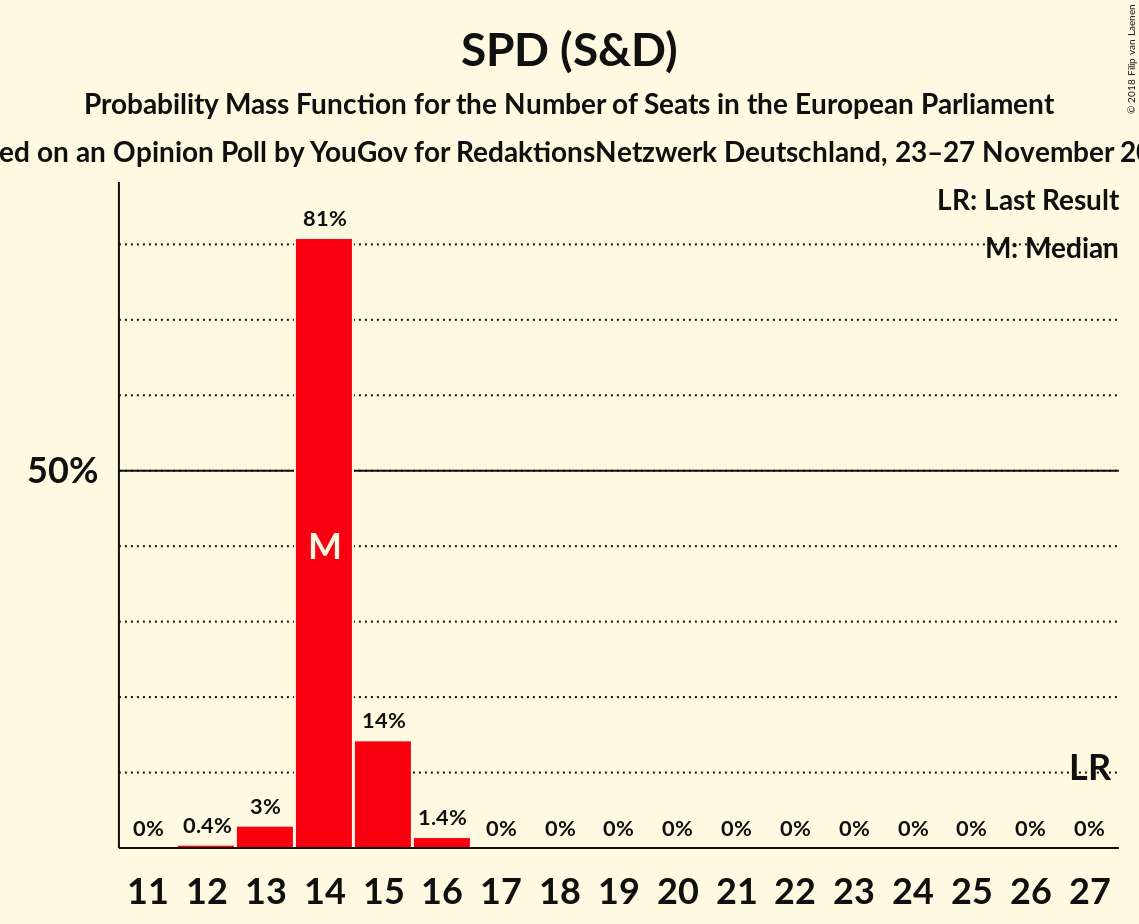 SPD (S&D)
Probability Mass Function for the Number of Seats in the European Parliament
ed on an Opinion Poll by YouGov for RedaktionsNetzwerk Deutschland, 23–27 November 20
© 2018 Filip van Laenen
LR: Last Result
M: Median
81%
50%
M
14%
LR
0% 0.4% 3% 1.4% 0% 0% 0% 0% 0% 0% 0% 0% 0% 0% 0%
11 12 13 14 15 16 17 18 19 20 21 22 23 24 25 26 27